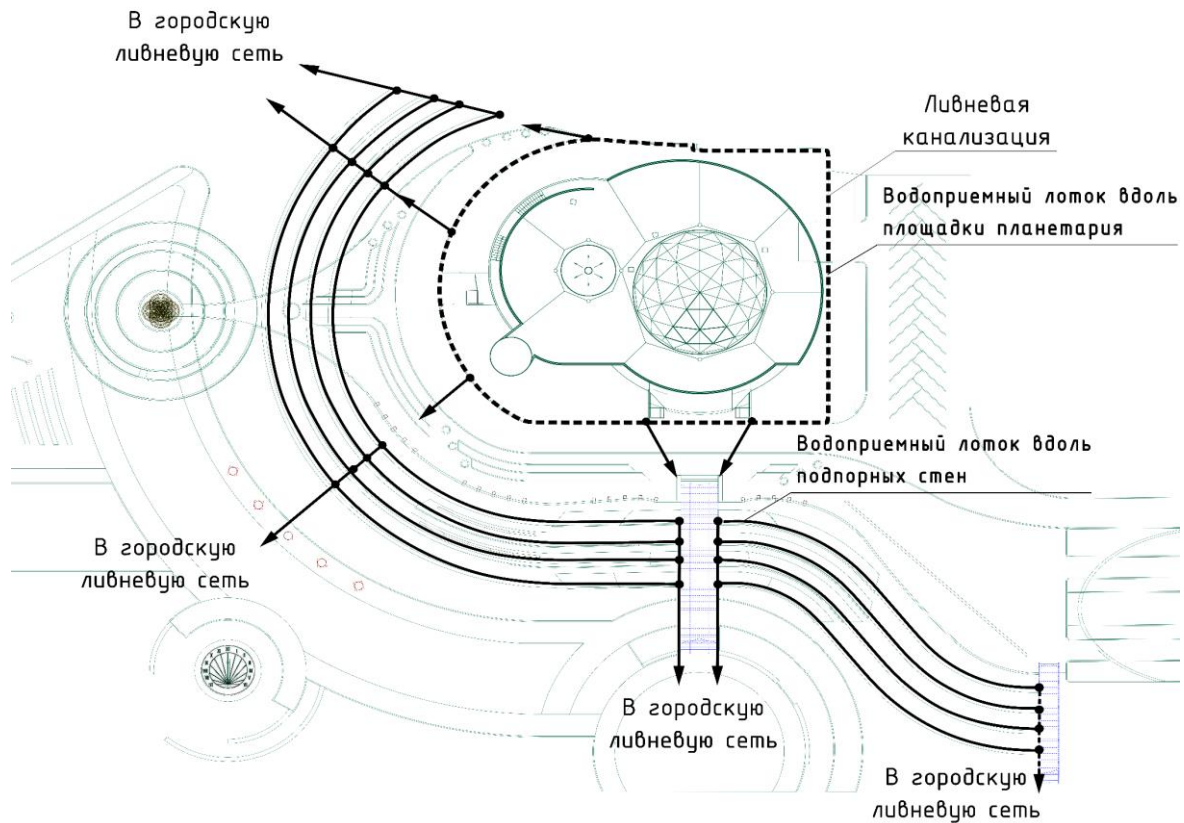 В городскую
ливневую сеть
Ливневая
канализация
Водоприемный лоток вдоль
площадки планетария
Водоприемный лоток вдоль
подпорных стен
В городскую
ливневую сеть
В городскую
ливневую сеть
В городскую
ливневую сеть